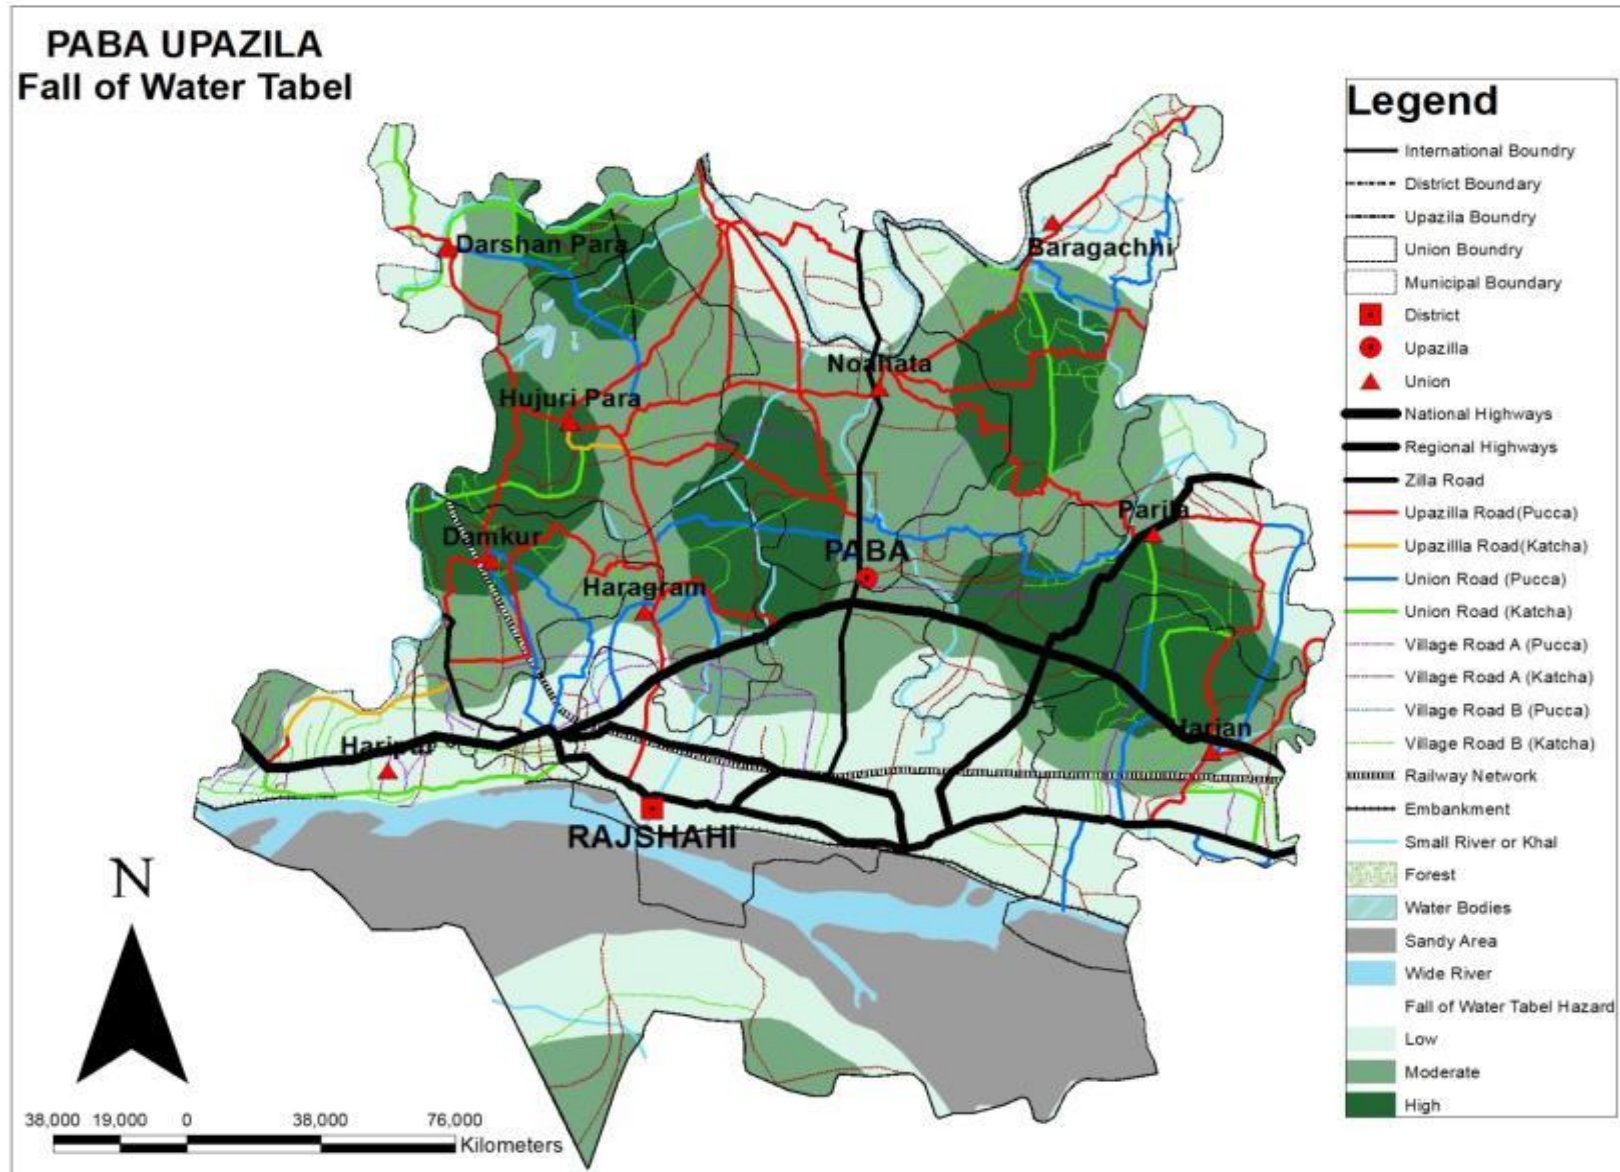 PABA UPAZILA
Fall of Water Tabel
Darshan Para
Baragachhi
Noahata
Hujuri Para
Parila
Damkur
PABA
Haragram
Harian
Haripur
RAJSHAHI
N
38,000 19,000 0 38,000 76,000
Kilometers
Legend
International Boundry
District Boundary
Upazila Boundry
Union Boundry
Municipal Boundary
District
Upazilla
Union
National Highways
Regional Highways
Zilla Road
Upazilla Road(Pucca)
Upazillla Road(Katcha)
Union Road (Pucca)
Union Road (Katcha)
Village Road A (Pucca)
Village Road A (Katcha)
Village Road B (Pucca)
Village Road B (Katcha)
Railway Network
Embankment
Small River or Khal
Forest
Water Bodies
Sandy Area
Wide River
Fall of Water Tabel Hazard
Low
Moderate
High